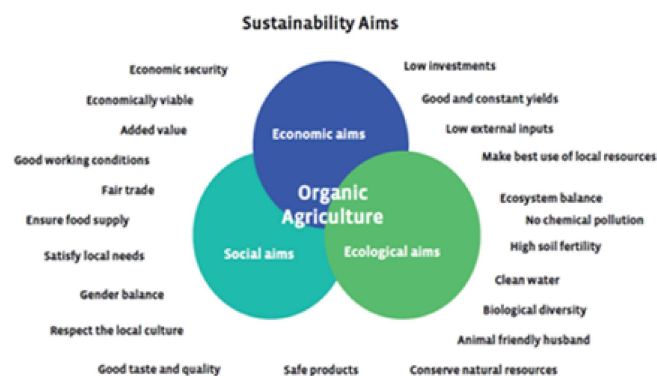 Sustainability Aims
Economic security
Low investments
Economically viable
Good and constant yields
Added value
Economic aims
Low external inputs
Good working conditions
Make best use of local resources
Fair trade
Organic
Agriculture
Ecosystem balance
Ensure food supply
No chemical pollution
Satisfy local needs
Social aims
Ecological aims
High soil fertility
Clean water
Gender balance
Biological diversity
Respect the local culture
Animal friendly husband
Good taste and quality
Safe products
Conserve natural resources